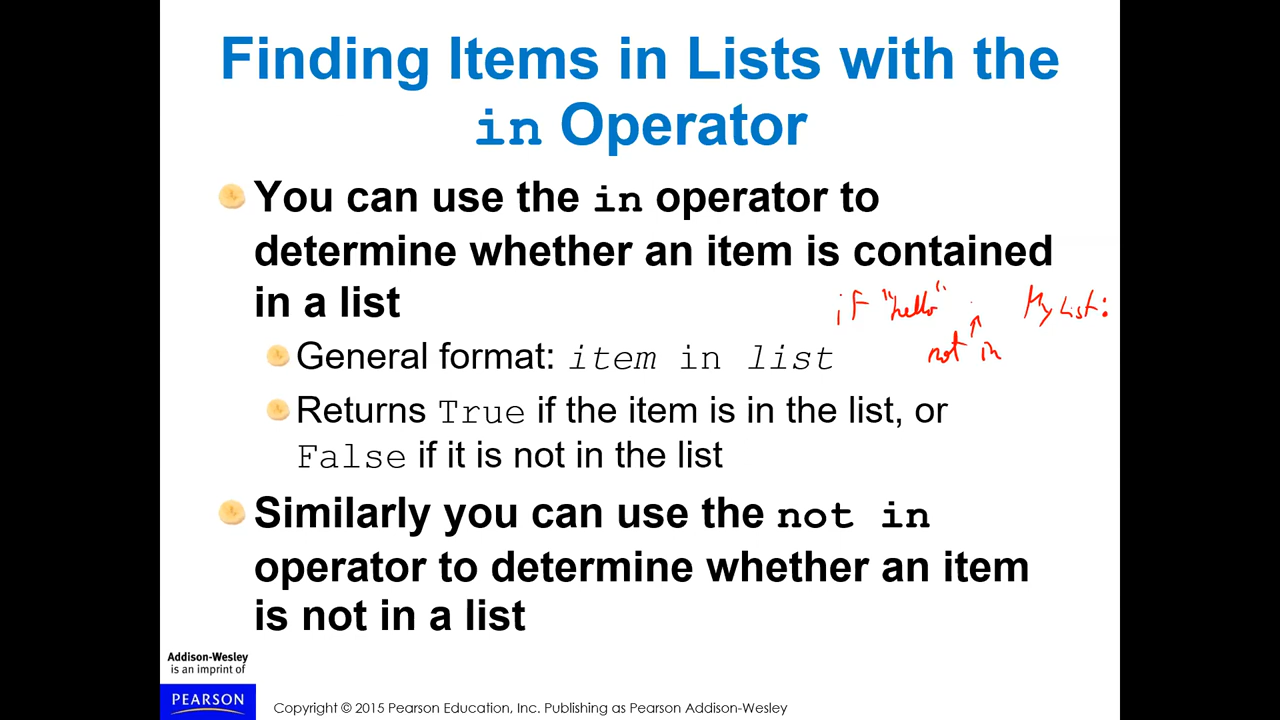 Finding Items in Lists with the
in Operator
You can use the in operator to
determine whether an item is contained
in a list
if "hello" MyList:
not in
General format: item in list
Returns True if the item is in the list, or
False if it is not in the list
Similarly you can use the not in
operator to determine whether an item
is not in a list
Addison-Wesley
is an imprint of
PEARSON
Copyright © 2015 Pearson Education, Inc. Publishing as Pearson Addison-Wesley